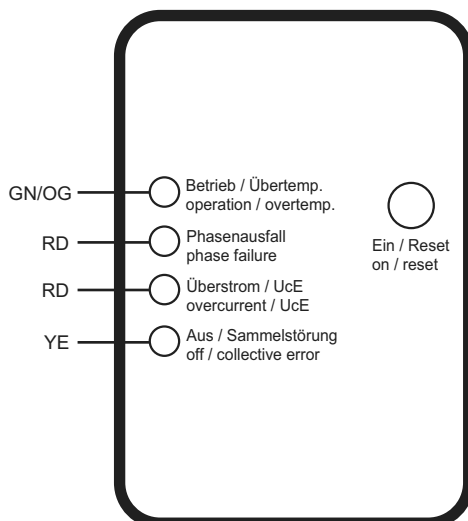 GN/OG
Betrieb / Übertemp.
operation / overtemp.
RD
Phasenausfall
phase failure
RD
Überstrom / UcE
overcurrent / UcE
YE
Aus / Sammelstörung
off / collective error
Ein / Reset
on / reset